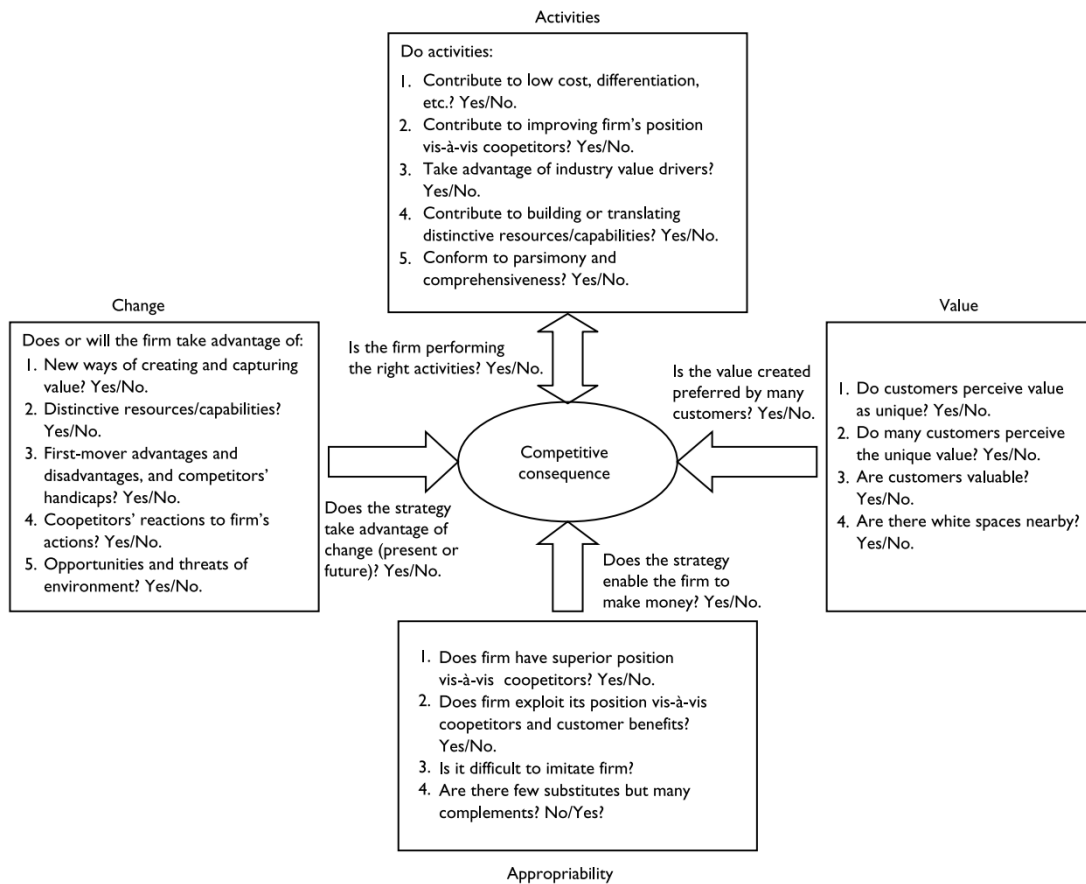 Activities
Do activities:
1. Contribute to low cost, differentiation,
etc.? Yes/No.
2. Contribute to improving firm's position
vis-à-vis coopetitors? Yes/No.
3. Take advantage of industry value drivers?
Yes/No.
4. Contribute to building or translating
distinctive resources/capabilities? Yes/No.
5. Conform to parsimony and
comprehensiveness? Yes/No.
Change
Does or will the firm take advantage of:
1. New ways of creating and capturing
value? Yes/No.
2. Distinctive resources/capabilities?
Yes/No.
3. First-mover advantages and
disadvantages, and competitors'
handicaps? Yes/No.
4. Coopetitors' reactions to firm's
actions? Yes/No.
5. Opportunities and threats of
environment? Yes/No.
Is the firm performing
the right activities? Yes/No.
Is the value created
preferred by many
customers? Yes/No.
Value
1. Do customers perceive value
as unique? Yes/No.
2. Do many customers perceive
the unique value? Yes/No.
3. Are customers valuable?
Yes/No.
4. Are there white spaces nearby?
Yes/No.
Competitive
consequence
Does the strategy
take advantage of
change (present or
future)? Yes/No.
Does the strategy
enable the firm to
make money? Yes/No.
1. Does firm have superior position
vis-à-vis coopetitors? Yes/No.
2. Does firm exploit its position vis-à-vis
coopetitors and customer benefits?
Yes/No.
3. Is it difficult to imitate firm?
4. Are there few substitutes but many
complements? No/Yes?
Appropriability